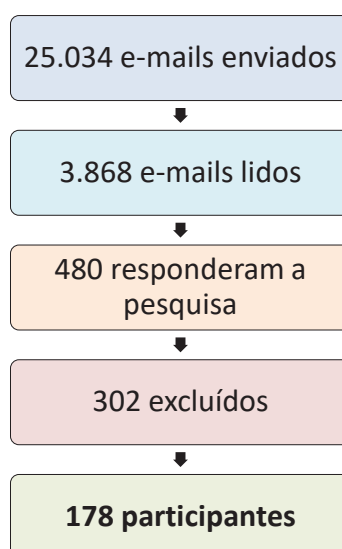 25.034 e-mails enviados
3.868 e-mails lidos
480 responderam a
pesquisa
302 excluídos
178 participantes